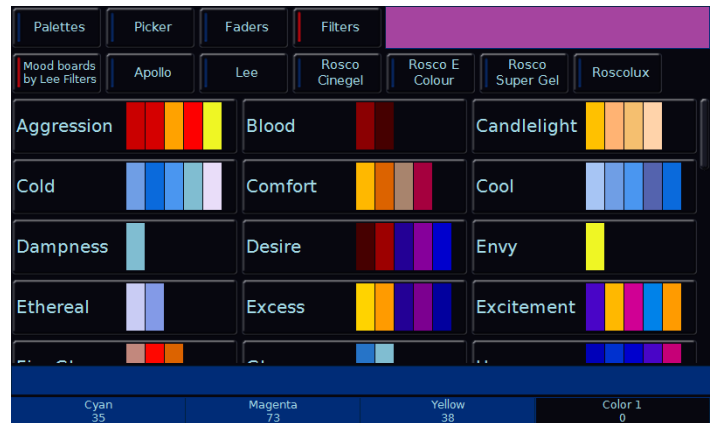 Palettes
Picker
Faders
Filters
Mood boards
by Lee Filters
Apollo
Lee
Rosco
Cinegel
Rosco E
Colour
Rosco
Super Gel
Roscolux
Aggression
Blood
Candlelight
Cold
Comfort
Cool
Dampness
Desire
Envy
Ethereal
Excess
Excitement
Cyan
35
Magenta
73
Yellow
38
Color 1
0